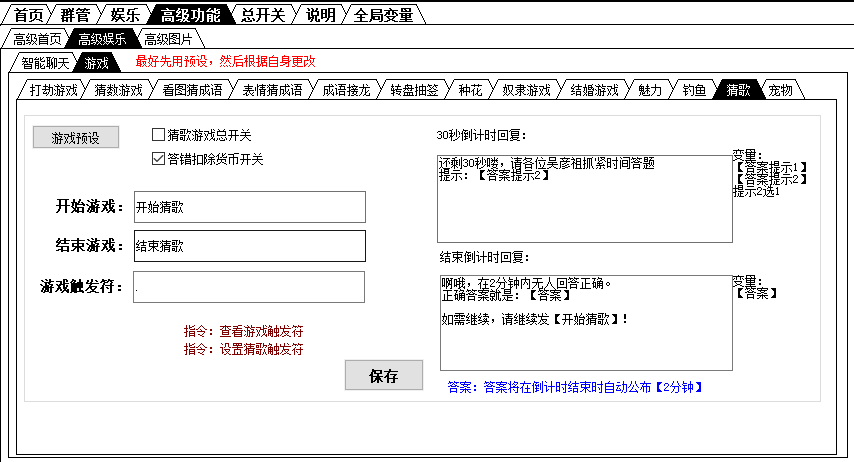 首页 群管 娱乐 高级功能 总开关 说明 全局变量
高级首页 高级娱乐 高级图片
智能聊天 游戏 最好先用预设，然后根据自身更改
打劫游戏 猜数游戏 看图猜成语 表情猜成语 成语接龙 转盘抽签 种花 奴隶游戏 结婚游戏 魅力 钓鱼 猜歌 宠物
游戏预设
猜歌游戏总开关
答错扣除货币开关
开始游戏：
开始猜歌
结束游戏：
结束猜歌
游戏触发符：
.
指令：查看游戏触发符
指令：设置猜歌触发符
保存
30秒倒计时回复：
还剩30秒喽，请各位吴彦祖抓紧时间答题
提示：【答案提示2】
变量：
【答案提示1】
【答案提示2】
提示2选1
结束倒计时回复：
啊哦，在2分钟内无人回答正确。
正确答案就是：【答案】
如需继续，请继续发【开始猜歌】！
变量：
【答案】
答案：答案将在倒计时结束时自动公布【2分钟】